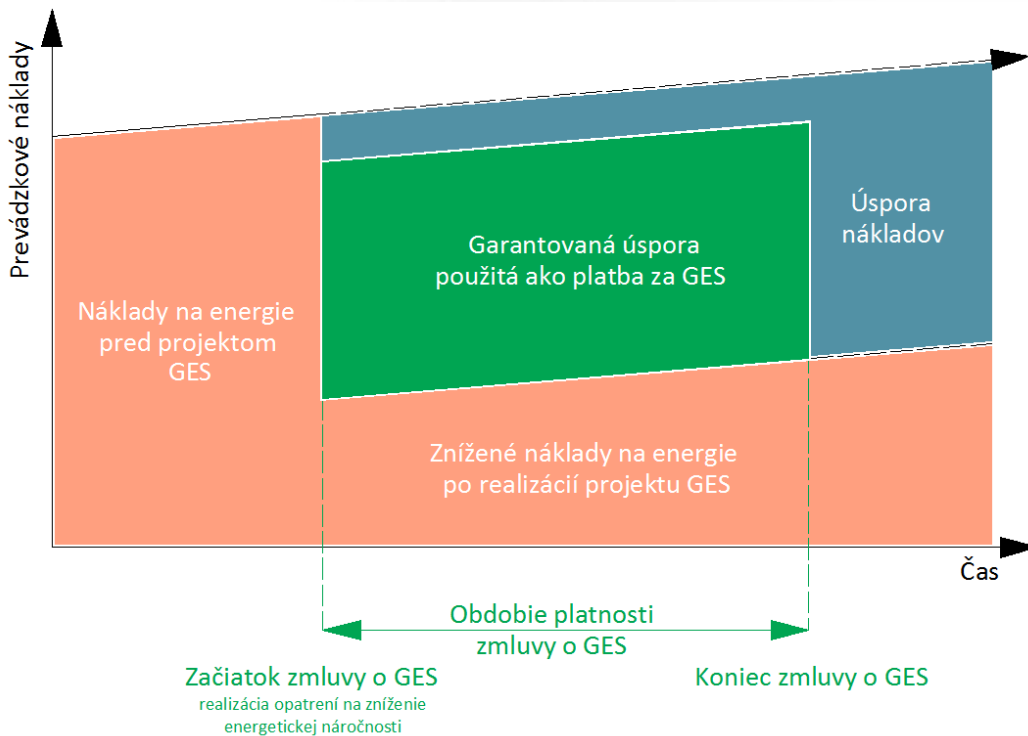 Prevádzkové náklady
Náklady na energie
pred projektom
GES
Garantovaná úspora
použitá ako platba za GES
Úspora
nákladov
Znížené náklady na energie
po realizácií projektu GES
Čas
Obdobie platnosti
zmluvy o GES
Začiatok zmluvy o GES
realizácia opatrení na zníženie
energetickej náročnosti
Koniec zmluvy o GES